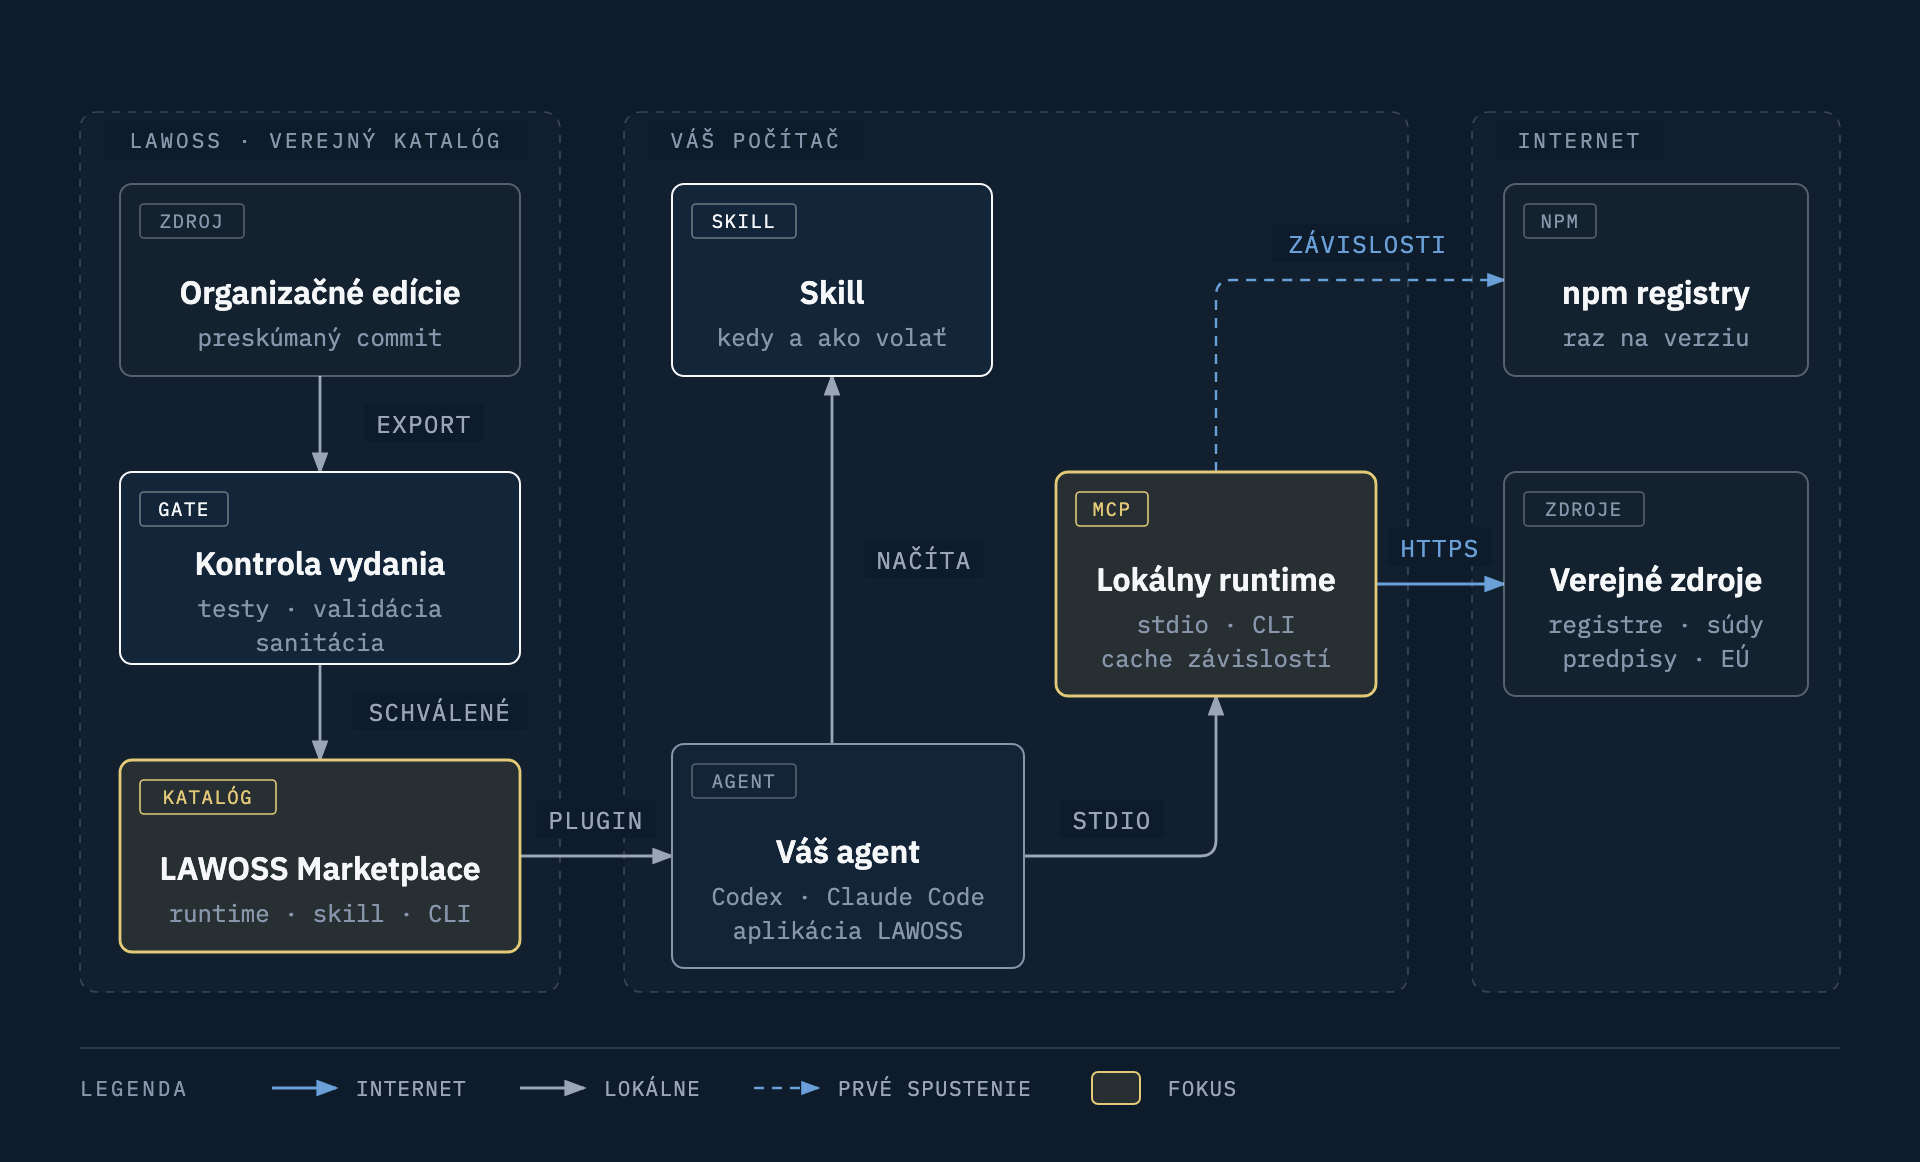 LAWOSS · VEREJNÝ KATALÓG
ZDROJ
Organizačné edície
preskúmaný commit
EXPORT
GATE
Kontrola vydania
testy · validácia
sanitácia
SCHVÁLENÉ
KATALÓG
LAWOSS Marketplace
runtime · skill · CLI
PLUGIN
VÁŠ POČÍTAČ
SKILL
Skill
kedy a ako volať
NAČÍTA
AGENT
Váš agent
Codex · Claude Code
aplikácia LAWOSS
STDIO
MCP
Lokálny runtime
stdio · CLI
cache závislostí
ZÁVISLOSTI
HTTPS
INTERNET
NPM
npm registry
raz na verziu
ZDROJE
Verejné zdroje
registre · súdy
predpisy · EÚ
LEGENDA
INTERNET
LOKÁLNE
PRVÉ SPUSTENIE
FOKUS